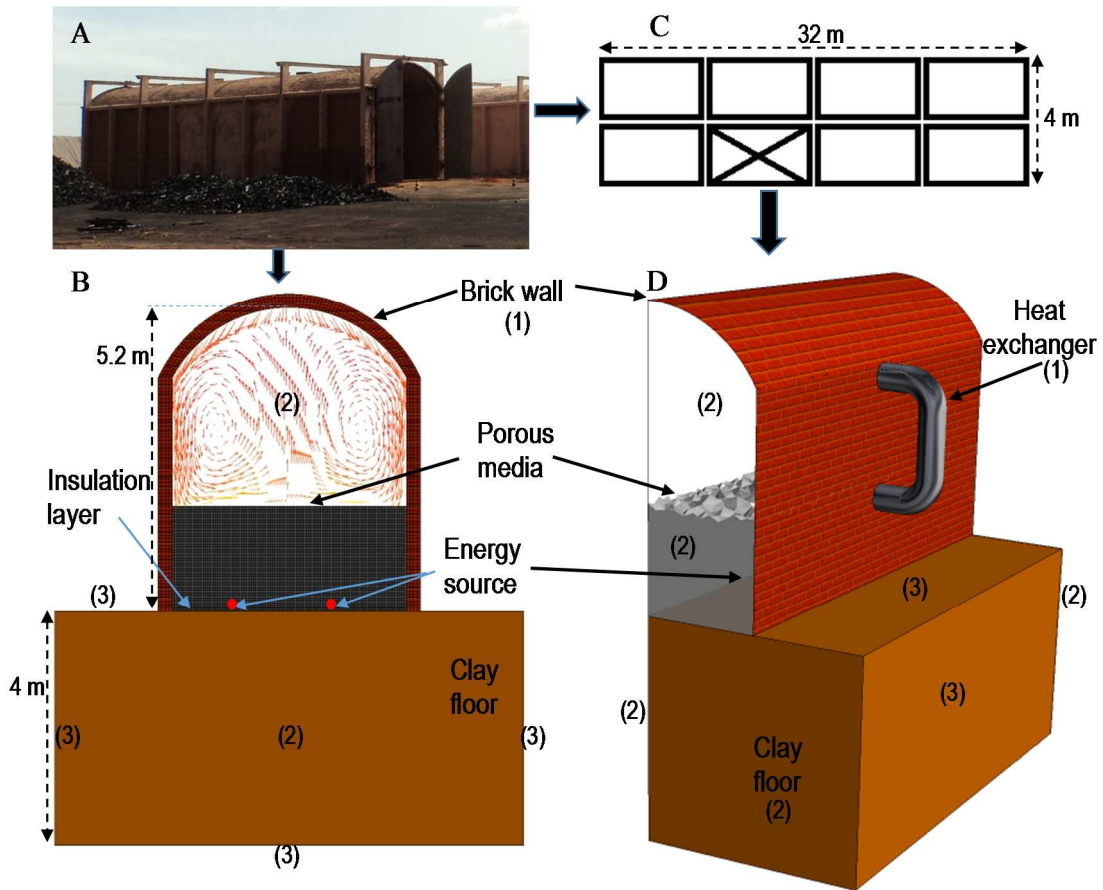 A
C
32 m
4 m
B
Brick wall
(1)
D
Heat
exchanger
(1)
5.2 m
(2)
(2)
Porous
media
Insulation
layer
(2)
Energy
source
(3)
(3)
(2)
4 m
Clay
floor
(3)
(2)
(3)
(2)
(3)
Clay
floor
(2)
(3)